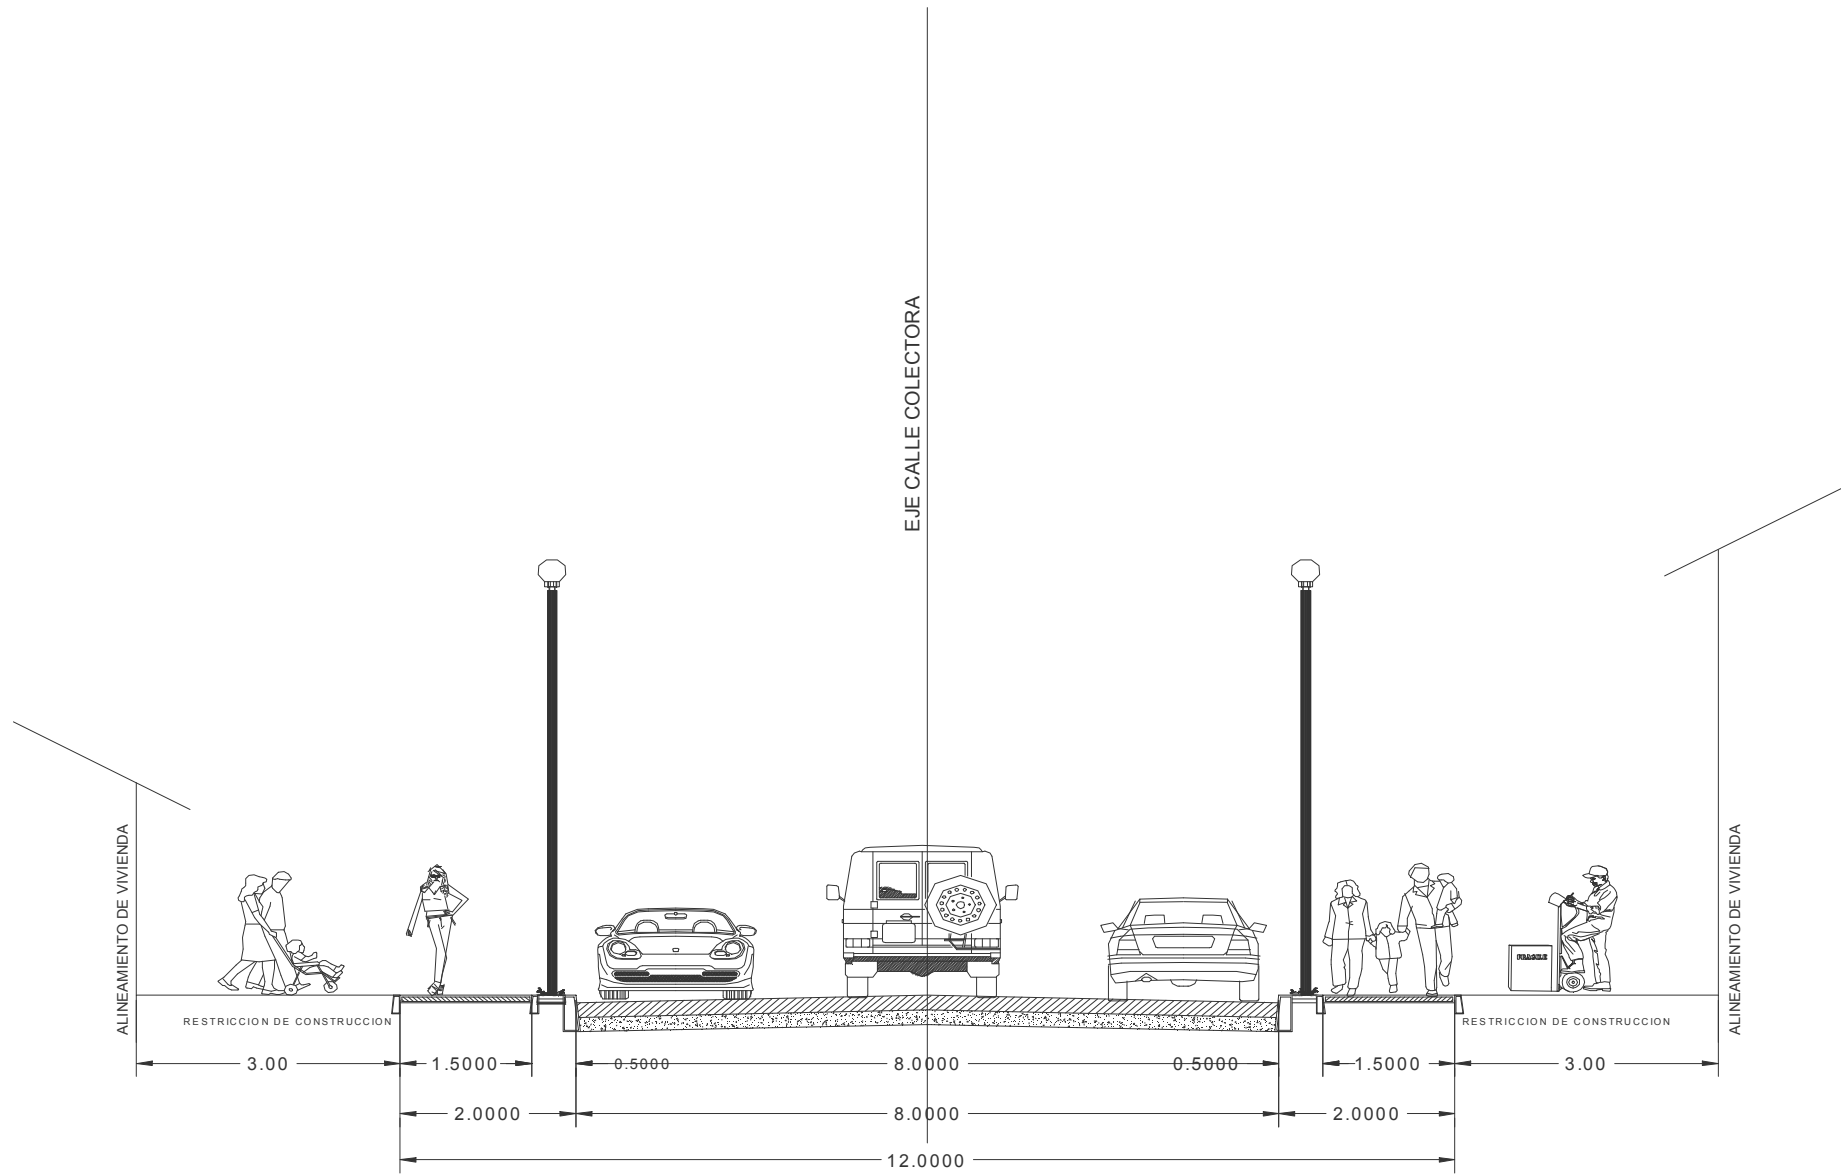 EJE CALLE COLECTORA
ALINEAMIENTO DE VIVIENDA
ALINEAMIENTO DE VIVIENDA
FRAGILE
RESTRICCION DE CONSTRUCCION
RESTRICCION DE CONSTRUCCION
3.00 1.5000 0.5000 8.0000 0.5000 1.5000 3.00
2.0000 8.0000 2.0000
12.0000